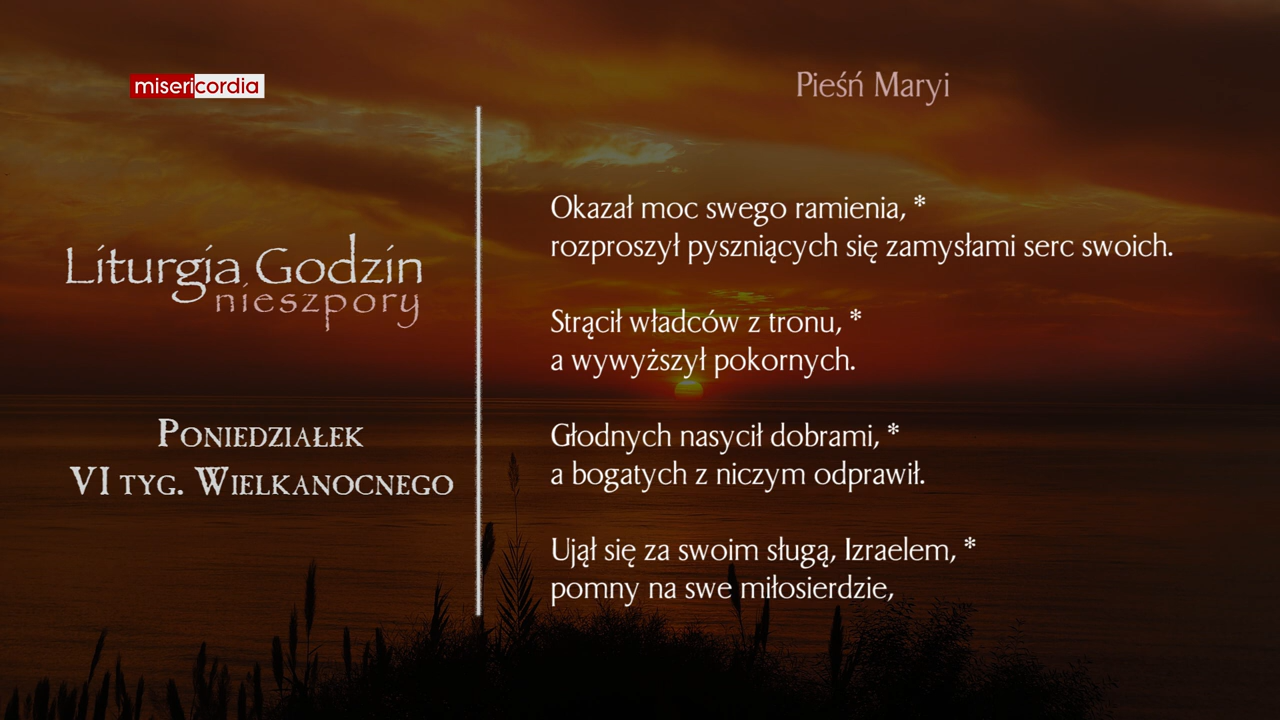 misericordia
Liturgia Godzin
nieszpory
Poniedziałek
VI tyg. Wielkanocnego
Pieśń Maryi
Okazał moc swego ramienia, *
rozproszył pyszniących się zamysłami serc swoich.
Strącił władców z tronu, *
a wywyższył pokornych.
Głodnych nasycił dobrami, *
a bogatych z niczym odprawił.
Ujął się za swoim sługą, Izraelem, *
pomny na swe miłosierdzie,